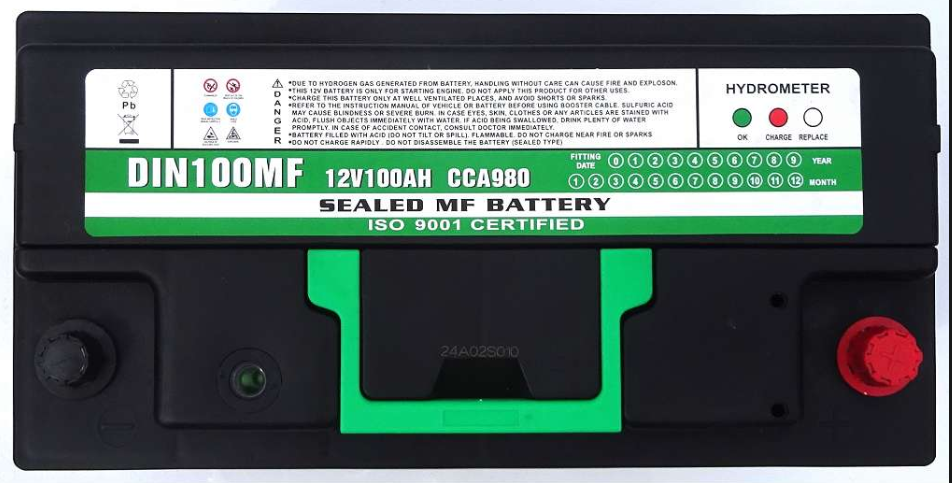 Pb
DANGER
•DUE TO HYDROGEN GAS GENERATED FROM BATTERY, HANDLING WITHOUT CARE CAN CAUSE FIRE AND EXPLOSON.
•THIS 12V BATTERY IS ONLY FOR STARTING ENGINE, DO NOT APPLY THIS PRODUCT FOR OTHER USES.
•CHARGE THIS BATTERY ONLY AT WELL VENTILATED PLACES, AND AVOID SHORTS OR SPARKS.
•REFER TO THE INSTRUCTION MANUAL OF VEHICLE OR BATTERY BEFORE USING BOOSTER CABLE. SULFURIC ACID
MAY CAUSE BLINDNESS OR SEVERE BURN. IN CASE EYES, SKIN, CLOTHES OR ANY ARTICLES ARE STAINED WITH
ACID, FLUSH OBJECTS IMMEDIATELY WITH WATER. IF ACID BEING SWALLOWED, DRINK PLENTY OF WATER
PROMPTLY. IN CASE OF ACCIDENT CONTACT, CONSULT DOCTOR IMMEDIATELY.
•BATTERY FILLED WITH ACID (DO NOT TILT OR SPILL). FLAMMABLE. DO NOT CHARGE NEAR FIRE OR SPARKS
•DO NOT CHARGE RAPIDLY . DO NOT DISASSEMBLE THE BATTERY (SEALED TYPE)
HYDROMETER
OK CHARGE REPLACE
DIN100MF 12V100AH CCA980
FITTING DATE
0 1 2 3 4 5 6 7 8 9 YEAR
1 2 3 4 5 6 7 8 9 10 11 12 MONTH
SEALED MF BATTERY
ISO 9001 CERTIFIED
24A02S010